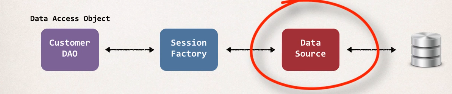 Data Access Object
Customer
DAO
Session
Factory
Data
Source